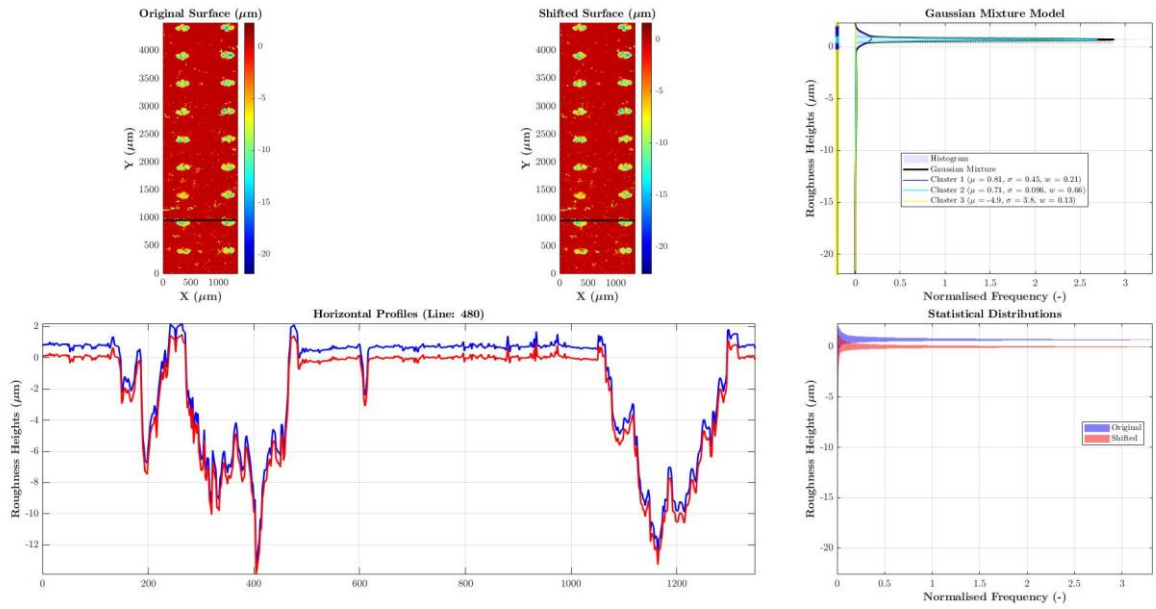 Original Surface (μm)
Y (μm)
4000
3500
3000
2500
2000
1500
1000
500
0
0 500 1000
X (μm)
0
-5
-10
-15
-20
Shifted Surface (μm)
Y (μm)
4000
3500
3000
2500
2000
1500
1000
500
0
0 500 1000
X (μm)
0
-5
-10
-15
-20
Gaussian Mixture Model
Roughness Heights (μm)
0
-5
-10
-15
-20
Histogram
Gaussian Mixture
Cluster 1 (μ = 0.81, σ = 0.45, w = 0.21)
Cluster 2 (μ = 0.71, σ = 0.096, w = 0.66)
Cluster 3 (μ = -4.9, σ = 3.8, w = 0.13)
0 0.5 1 1.5 2 2.5 3
Normalised Frequency (-)
Horizontal Profiles (Line: 480)
Roughness Heights (μm)
2
0
-2
-4
-6
-8
-10
-12
0 200 400 600 800 1000 1200
Statistical Distributions
Roughness Heights (μm)
0
-5
-10
-15
-20
Original
Shifted
0 0.5 1 1.5 2 2.5 3
Normalised Frequency (-)